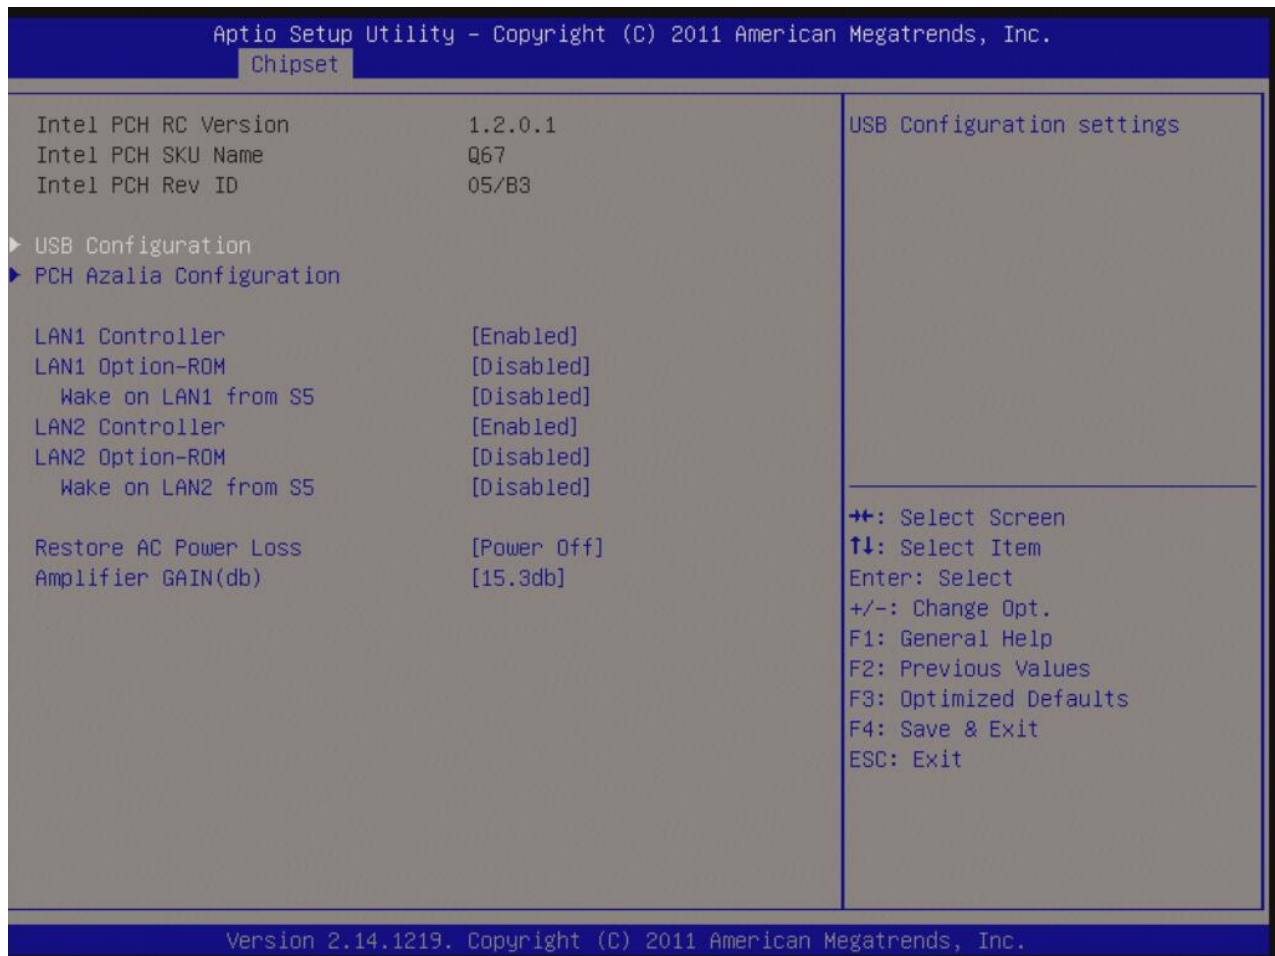 Aptio Setup Utility – Copyright (C) 2011 American Megatrends, Inc.
Chipset
Intel PCH RC Version 1.2.0.1
Intel PCH SKU Name Q67
Intel PCH Rev ID 05/B3
USB Configuration
PCH Azalia Configuration
LAN1 Controller [Enabled]
LAN1 Option-ROM [Disabled]
Wake on LAN1 from S5 [Disabled]
LAN2 Controller [Enabled]
LAN2 Option-ROM [Disabled]
Wake on LAN2 from S5 [Disabled]
Restore AC Power Loss [Power Off]
Amplifier GAIN(db) [15.3db]
USB Configuration settings
→←: Select Screen
↑↓: Select Item
Enter: Select
+/-: Change Opt.
F1: General Help
F2: Previous Values
F3: Optimized Defaults
F4: Save & Exit
ESC: Exit
Version 2.14.1219. Copyright (C) 2011 American Megatrends, Inc.